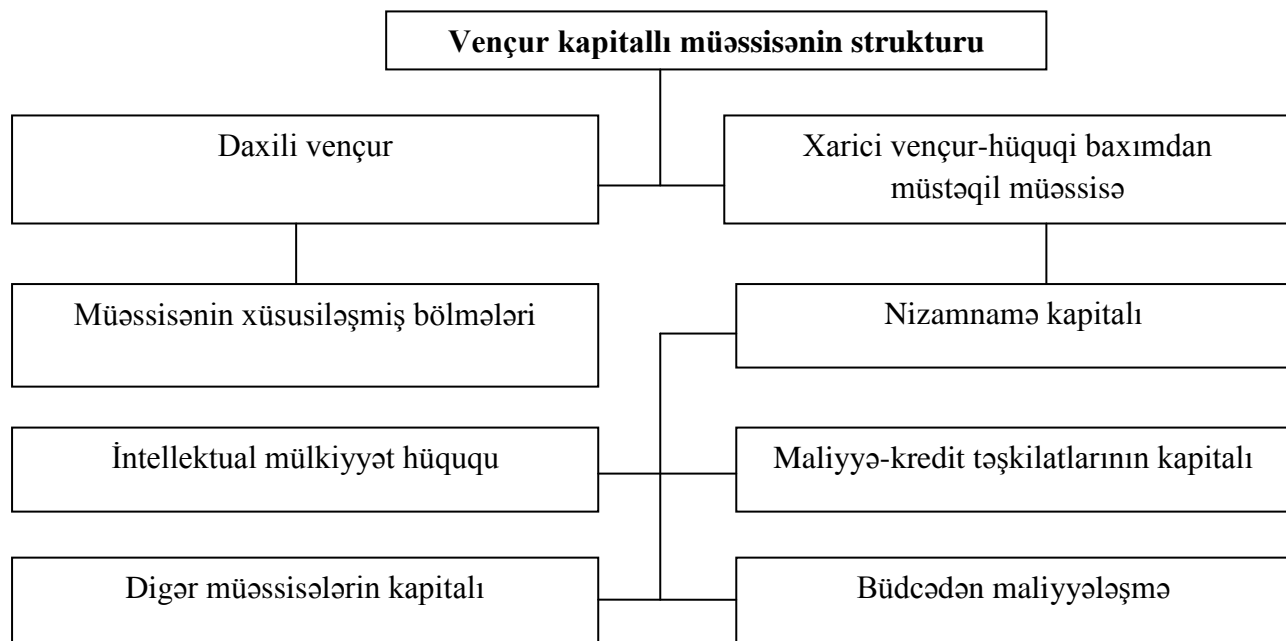 Vençur kapitallı müəssisənin strukturu
Daxili vençur
Xarici vençur-hüquqi baxımdan
müstəqil müəssisə
Müəssisənin xüsusiləşmiş bölmələri
Nizamnamə kapitalı
İntellektual mülkiyyət hüququ
Maliyyə-kredit təşkilatlarının kapitalı
Digər müəssisələrin kapitalı
Büdcədən maliyyələşmə